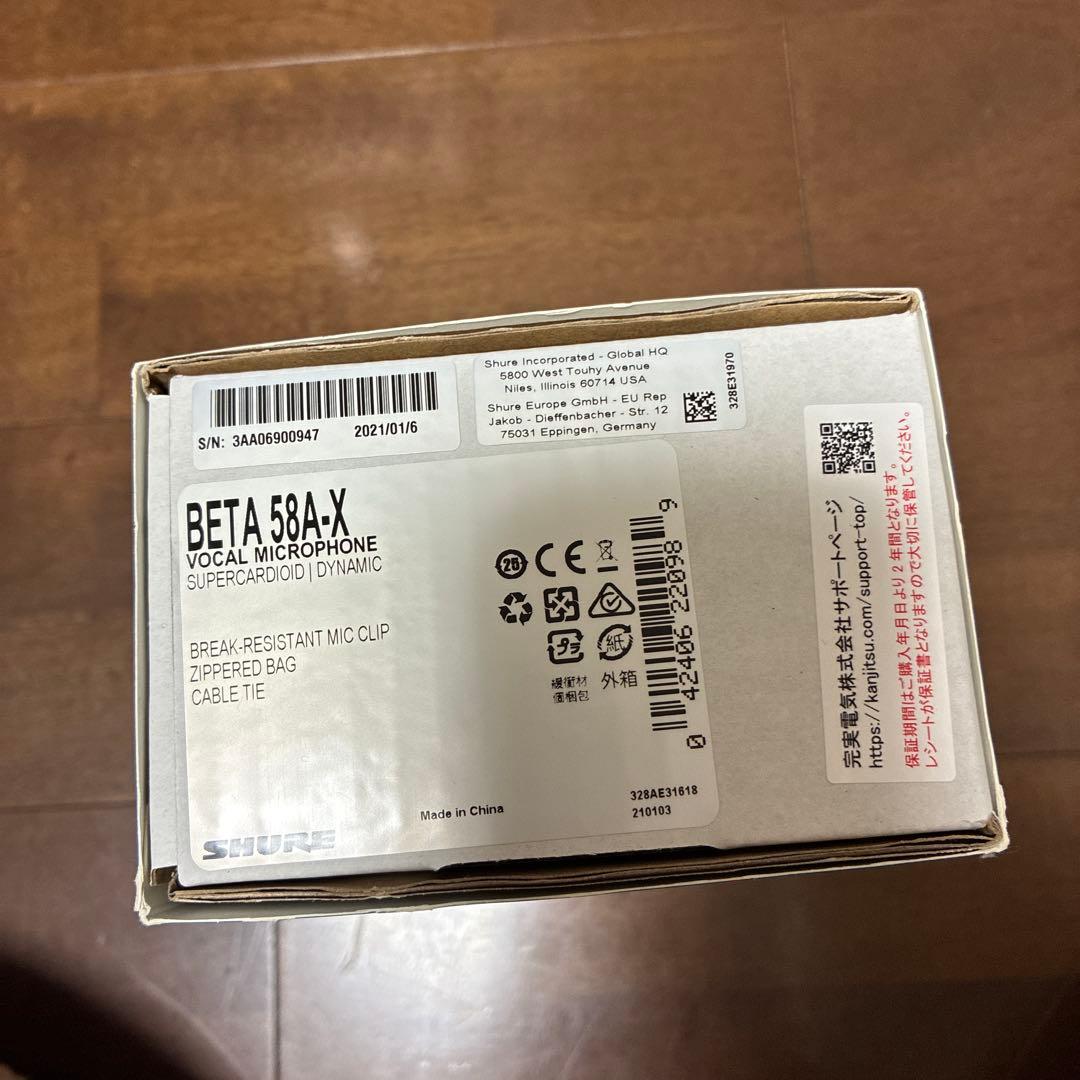 S/N: 3AA06900947 2021/01/6
Shure Incorporated - Global HQ
5800 West Touhy Avenue
Niles, Illinois 60714 USA
Shure Europe GmbH - EU Rep
Jakob - Dieffenbacher - Str. 12
75031 Eppingen, Germany
328E31970
BETA 58A-X
VOCAL MICROPHONE
SUPERCARDIOID | DYNAMIC
BREAK-RESISTANT MIC CLIP
ZIPPERED BAG
CABLE TIE
25
CE
プラ
紙
緩衝材
個梱包
外箱
0 42406 22098 9
Made in China
328AE31618
210103
SHURE
完実電気株式会社サポートページ
https://kanjitsu.com/support-top/
保証期間はご購入年月日より2年間となります。
レシートが保証書となりますので大切に保管してください。